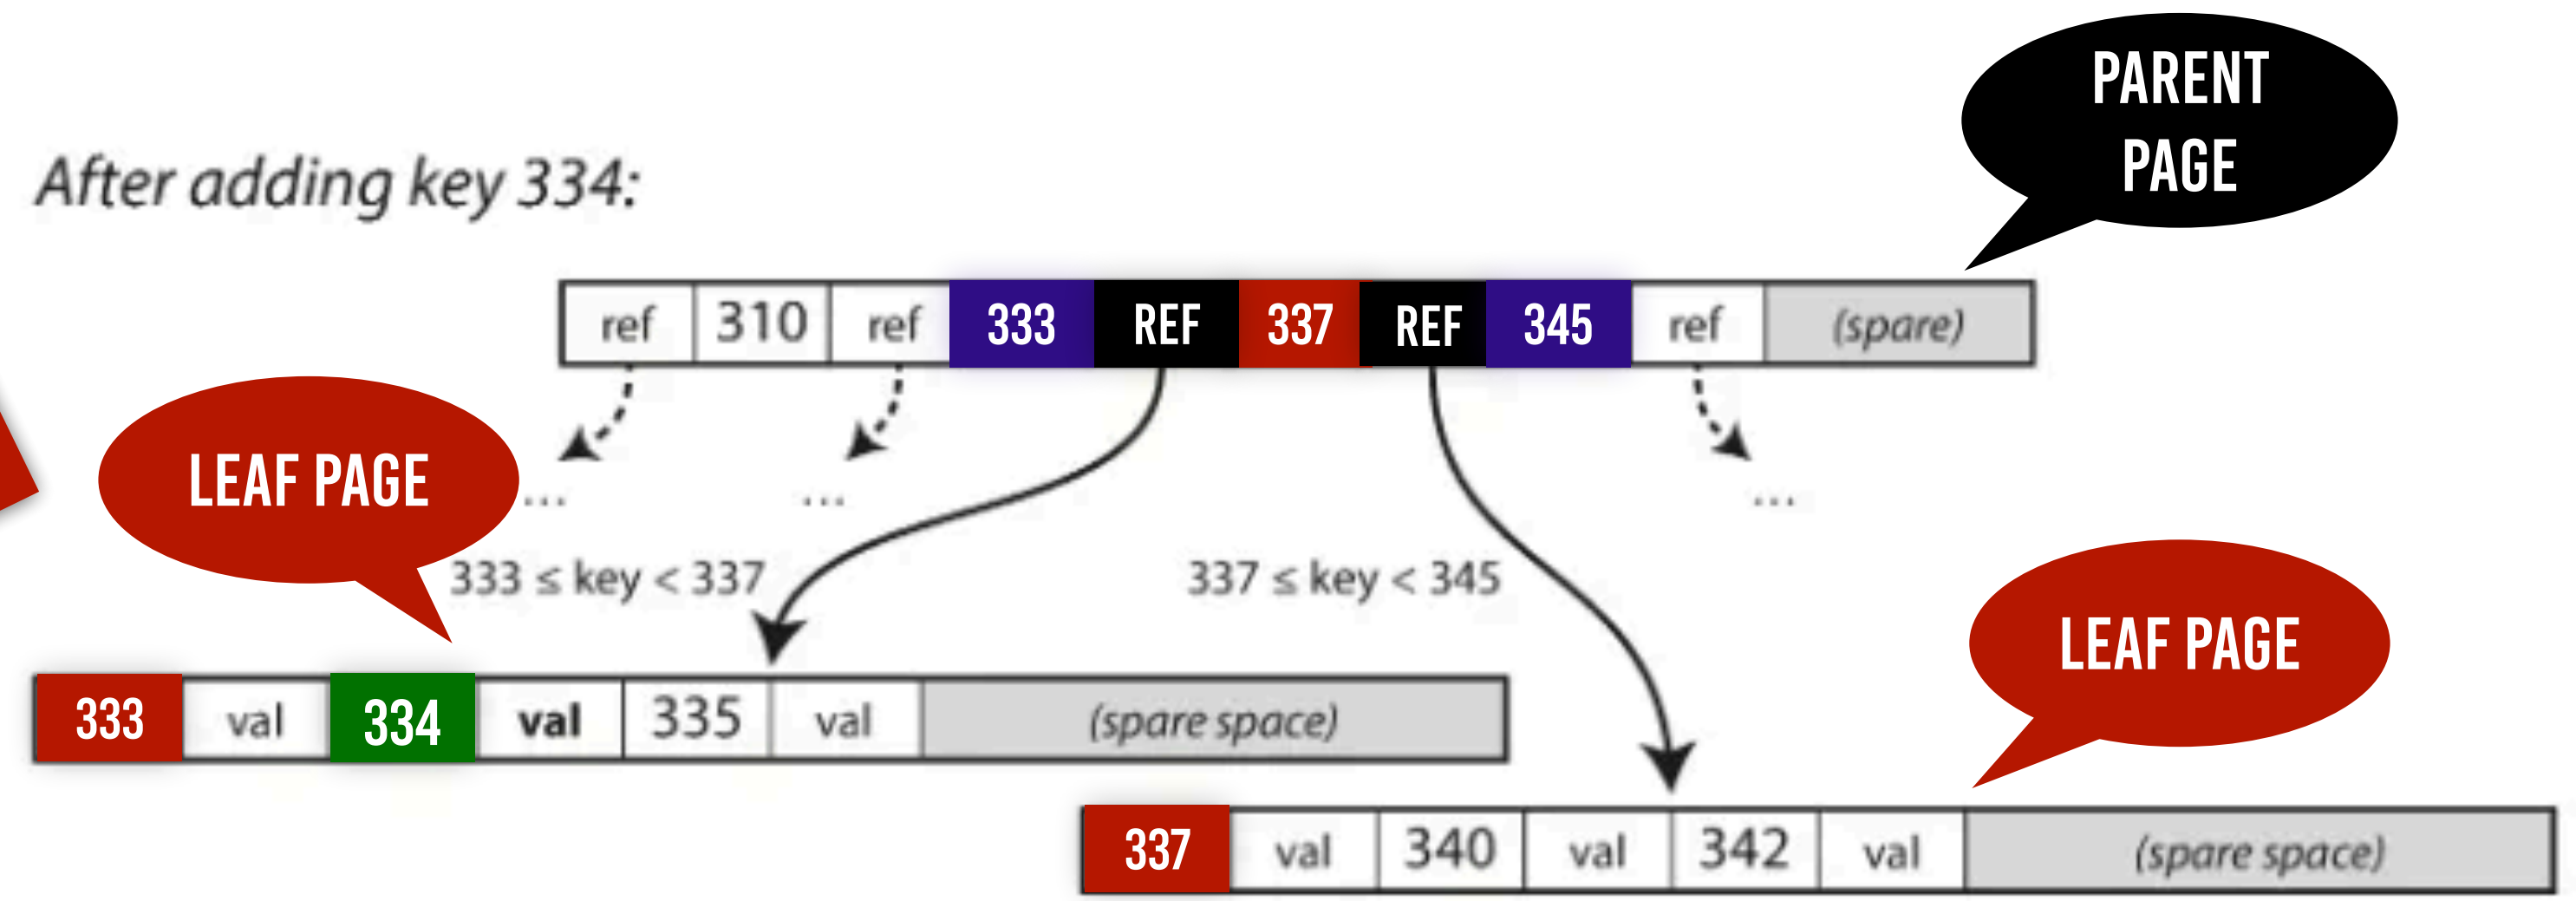 PARENT
PAGE
After adding key 334:
ref 310 ref 333 REF 337 REF 345 ref (spare)
LEAF PAGE
... ... ...
333 ≤ key < 337 337 ≤ key < 345
LEAF PAGE
333 val 334 val 335 val (spare space)
337 val 340 val 342 val (spare space)